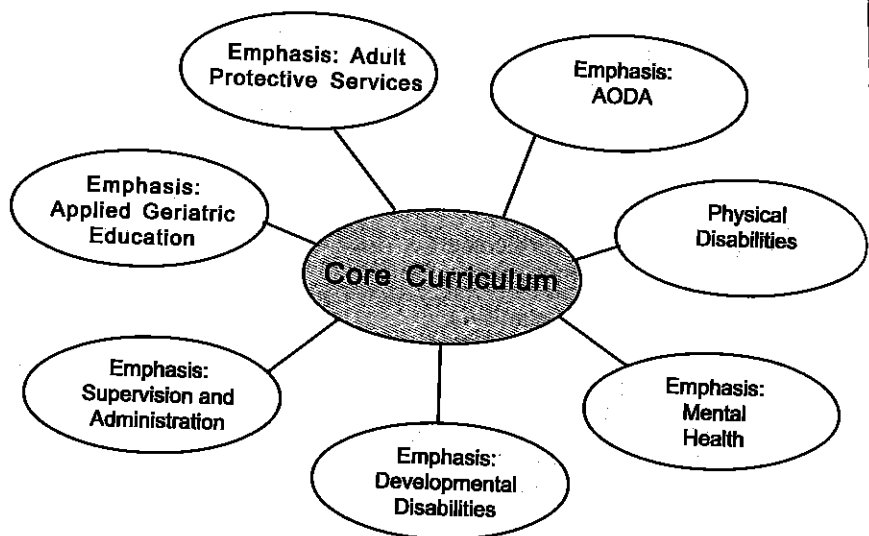 Emphasis: Adult
Protective Services
Emphasis:
AODA
Emphasis:
Applied Geriatric
Education
Physical
Disabilities
Core Curriculum
Emphasis:
Supervision and
Administration
Emphasis:
Mental
Health
Emphasis:
Developmental
Disabilities